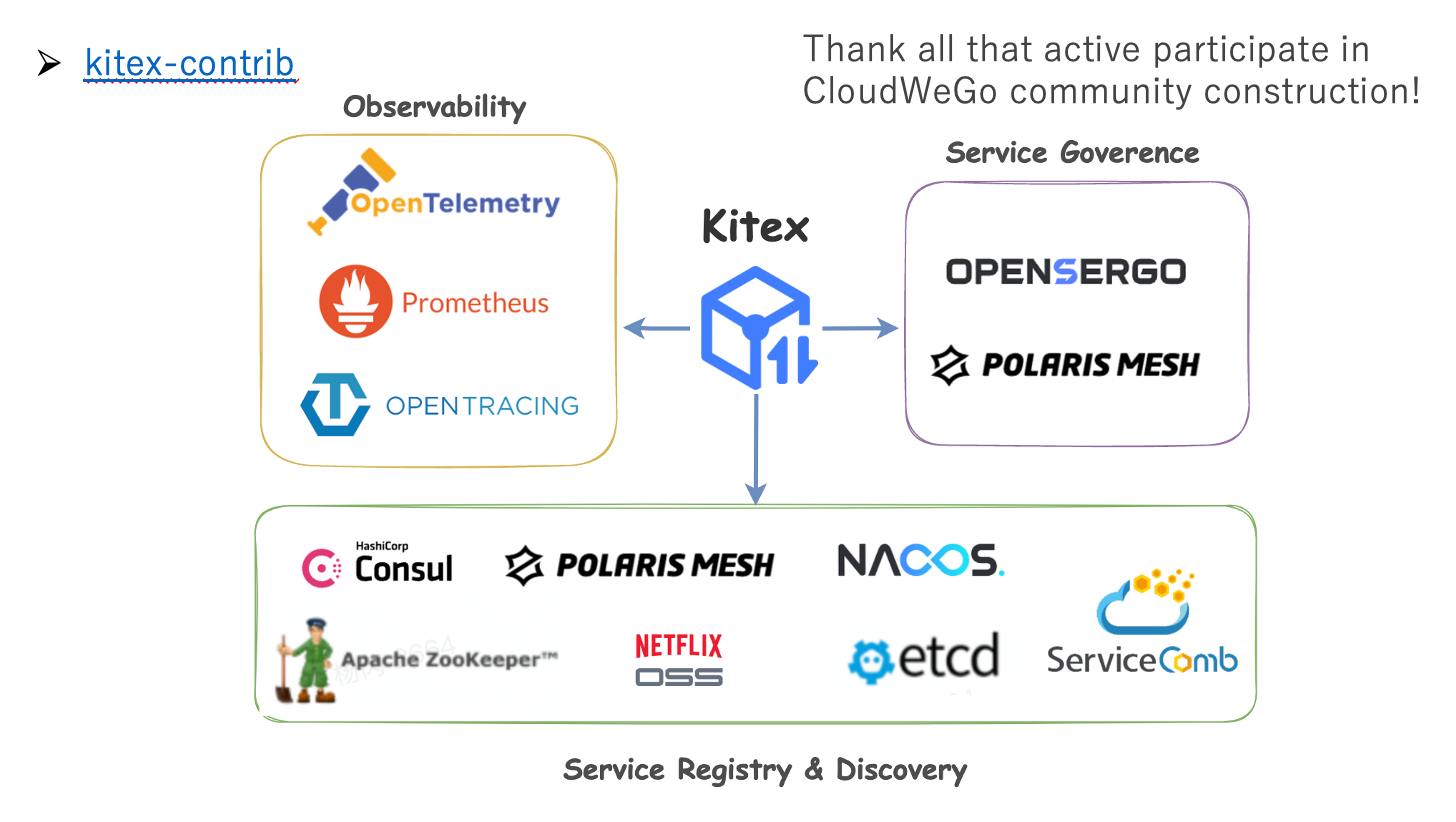 ➢ kitex-contrib
Thank all that active participate in
CloudWeGo community construction!
Observability
Service Goverence
OpenTelemetry
Kitex
OPENSERGO
Prometheus
POLARIS MESH
OPENTRACING
HashiCorp
Consul
POLARIS MESH
NACOS.
Apache ZooKeeper™
NETFLIX
OSS
etcd
ServiceComb
Service Registry & Discovery